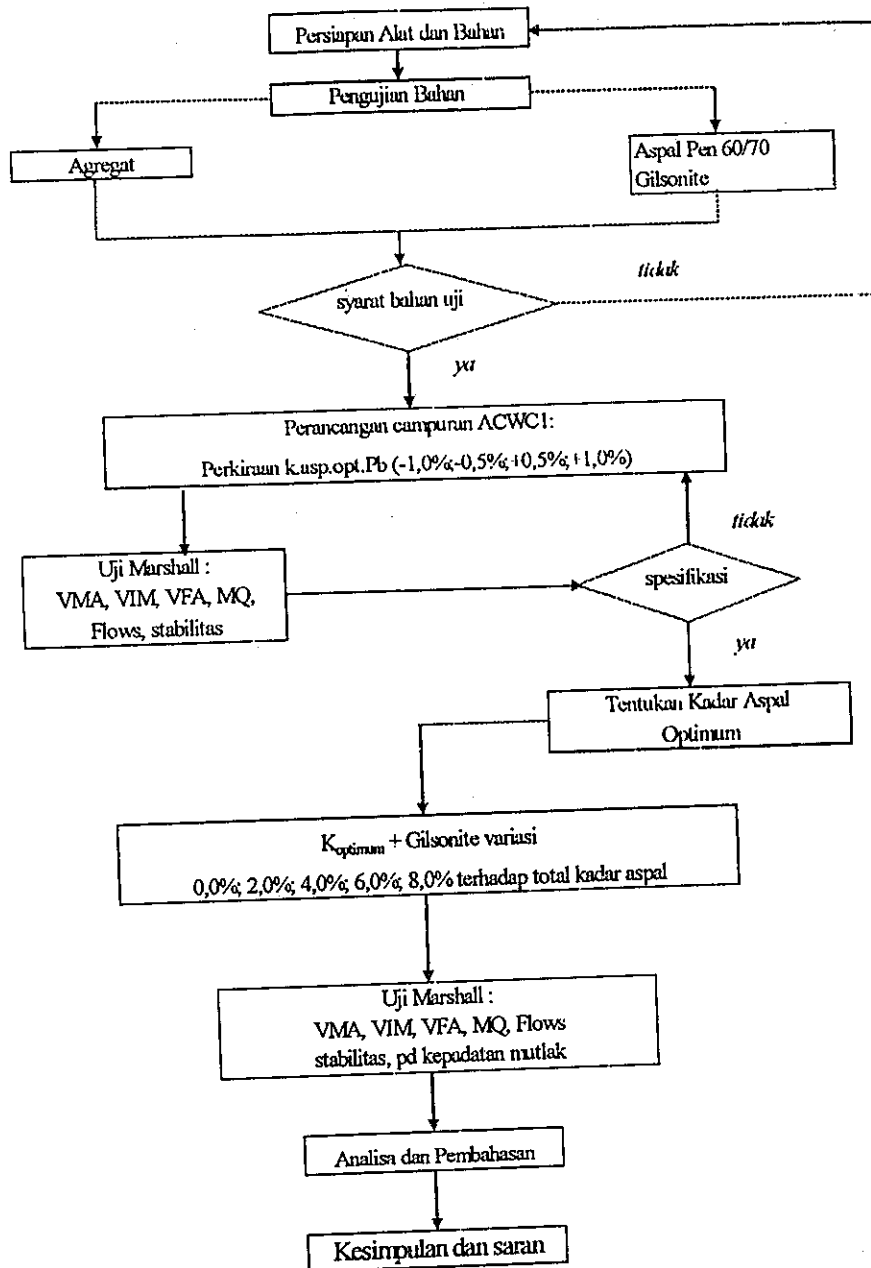 Persiapan Alat dan Bahan
Pengujian Bahan
Agregat
Aspal Pen 60/70
Gilsonite
tidak
syarat bahan uji
ya
Perancangan campuran ACWC1:
Perkiraan k.asp.opt.Pb (-1,0%;-0,5%;+0,5%;+1,0%)
tidak
Uji Marshall :
VMA, VIM, VFA, MQ,
Flows, stabilitas
spesifikasi
ya
Tentukan Kadar Aspal
Optimum
Koptimum + Gilsonite variasi
0,0%; 2,0%; 4,0%; 6,0%; 8,0% terhadap total kadar aspal
Uji Marshall :
VMA, VIM, VFA, MQ, Flows
stabilitas, pd kepadatan mutlak
Analisa dan Pembahasan
Kesimpulan dan saran